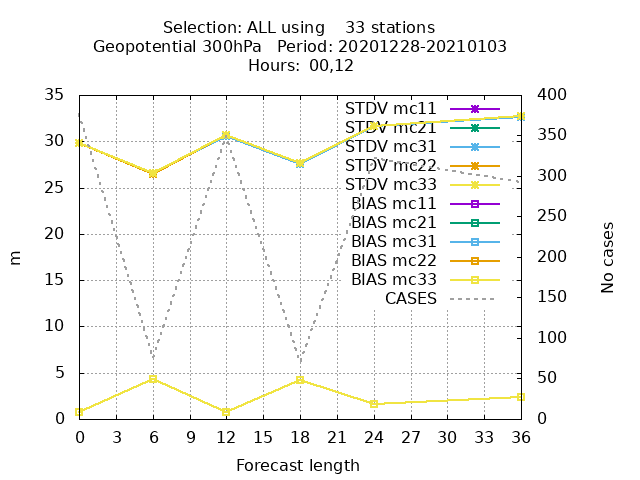 Selection: ALL using    33 stations
Geopotential 300hPa   Period: 20201228-20210103
Hours: 00,12
35
30
25
20
15
10
5
0
m
400
350
300
250
200
150
100
50
0
No cases
STDV mc11
STDV mc21
STDV mc31
STDV mc22
STDV mc33
BIAS mc11
BIAS mc21
BIAS mc31
BIAS mc22
BIAS mc33
CASES
0 3 6 9 12 15 18 21 24 27 30 33 36
Forecast length